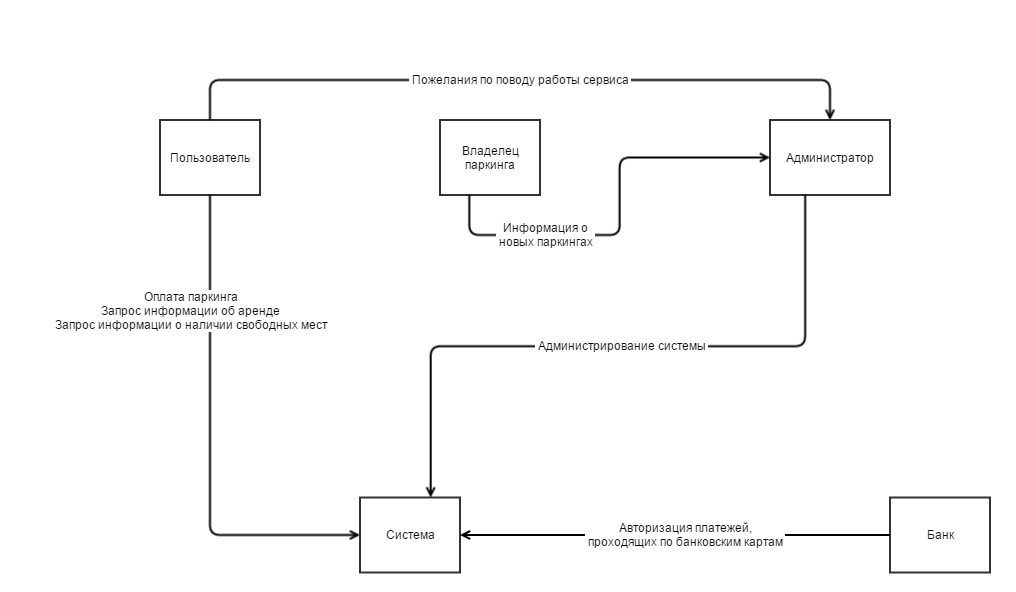 Пожелания по поводу работы сервиса
Пользователь
Владелец
паркинга
Администратор
Информация о
новых паркингах
Оплата паркинга
Запрос информации об аренде
Запрос информации о наличии свободных мест
Администрирование системы
Система
Авторизация платежей,
проходящих по банковским картам
Банк